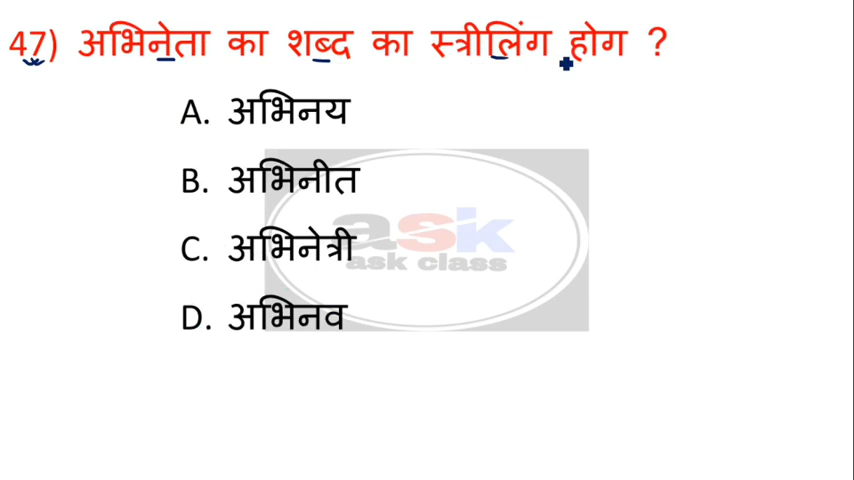 47) अभिनेता का शब्द का स्त्रीलिंग होग ?
A. अभिनय
B. अभिनीत
ask
C. अभिनेत्री
ask class
D. अभिनव